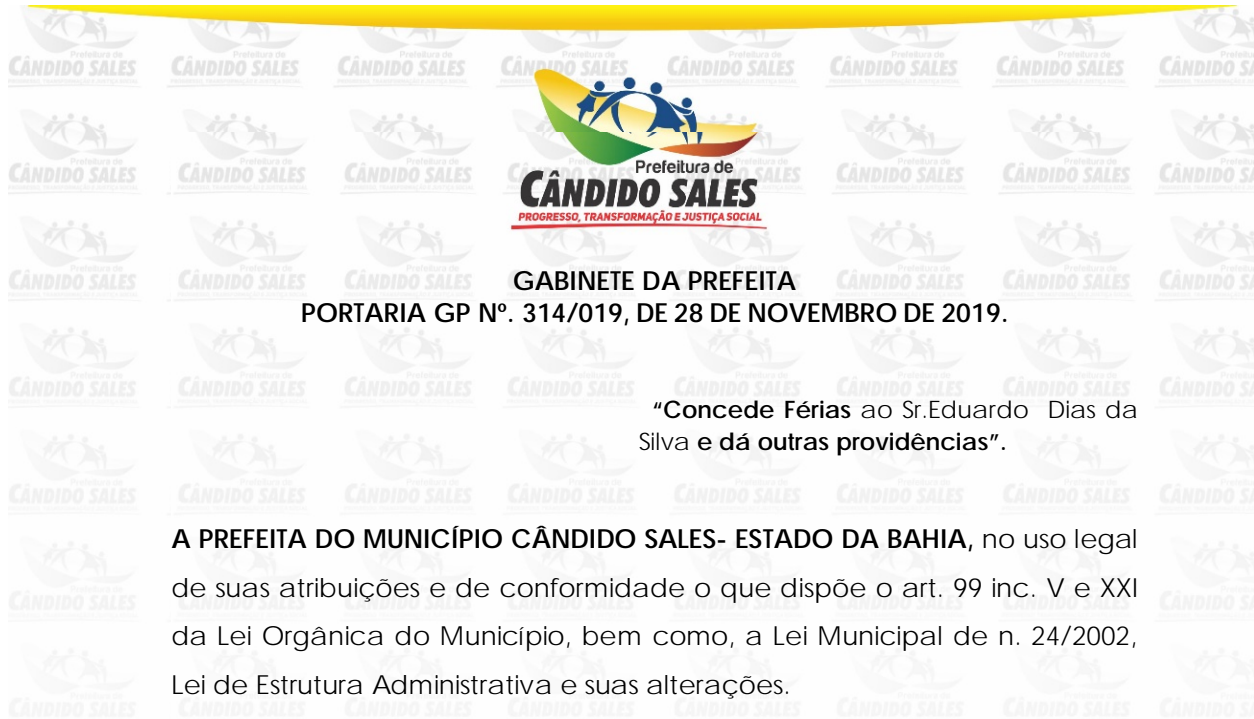 Prefeitura de
CÂNDIDO SALES
PROGRESSO, TRANSFORMAÇÃO E JUSTIÇA SOCIAL
GABINETE DA PREFEITA
PORTARIA GP Nº. 314/019, DE 28 DE NOVEMBRO DE 2019.
“Concede Férias ao Sr.Eduardo Dias da
Silva e dá outras providências”.
A PREFEITA DO MUNICÍPIO CÂNDIDO SALES- ESTADO DA BAHIA, no uso legal
de suas atribuições e de conformidade o que dispõe o art. 99 inc. V e XXI
da Lei Orgânica do Município, bem como, a Lei Municipal de n. 24/2002,
Lei de Estrutura Administrativa e suas alterações.